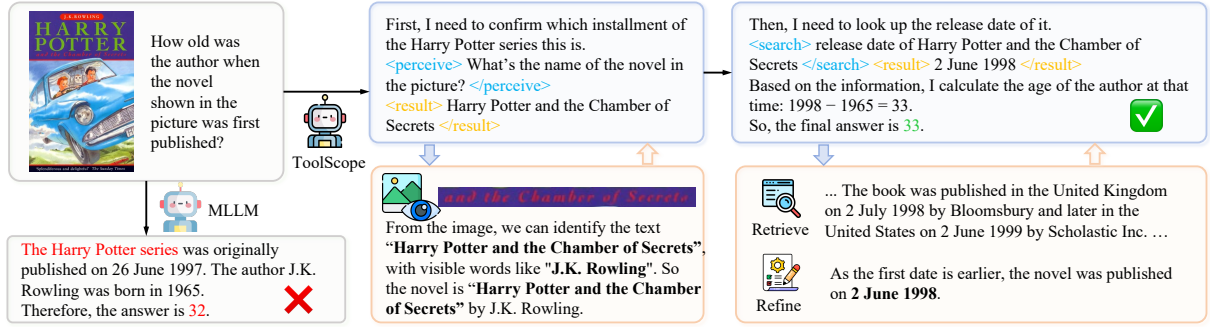 J.K.ROWLING
HARRY
POTTER
and the Chamber of Secrets
How old was
the author when
the novel
shown in the
picture was first
published?
ToolScope
MLLM
The Harry Potter series was originally
published on 26 June 1997. The author J.K.
Rowling was born in 1965.
Therefore, the answer is 32.
First, I need to confirm which installment of
the Harry Potter series this is.
<perceive> What's the name of the novel in
the picture? </perceive>
<result> Harry Potter and the Chamber of
Secrets </result>
and the Chamber of Secrets
From the image, we can identify the text
“Harry Potter and the Chamber of Secrets”,
with visible words like "J.K. Rowling". So
the novel is “Harry Potter and the Chamber
of Secrets” by J.K. Rowling.
Then, I need to look up the release date of it.
<search> release date of Harry Potter and the Chamber of
Secrets </search> <result> 2 June 1998 </result>
Based on the information, I calculate the age of the author at that
time: 1998 − 1965 = 33.
So, the final answer is 33.
Retrieve
... The book was published in the United Kingdom
on 2 July 1998 by Bloomsbury and later in the
United States on 2 June 1999 by Scholastic Inc. …
Refine
As the first date is earlier, the novel was published
on 2 June 1998.